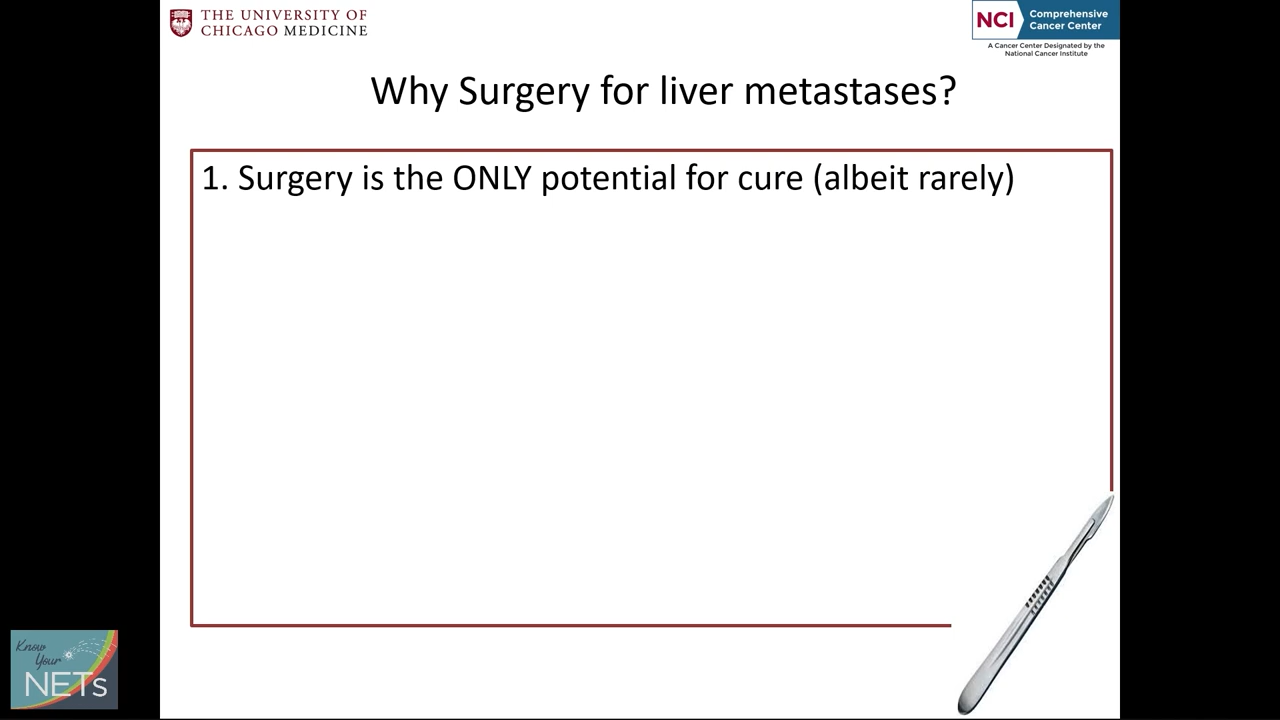 THE UNIVERSITY OF
CHICAGO MEDICINE
NCI
Comprehensive
Cancer Center
A Cancer Center Designated by the
National Cancer Institute
Why Surgery for liver metastases?
1. Surgery is the ONLY potential for cure (albeit rarely)
Know
Your
NETs